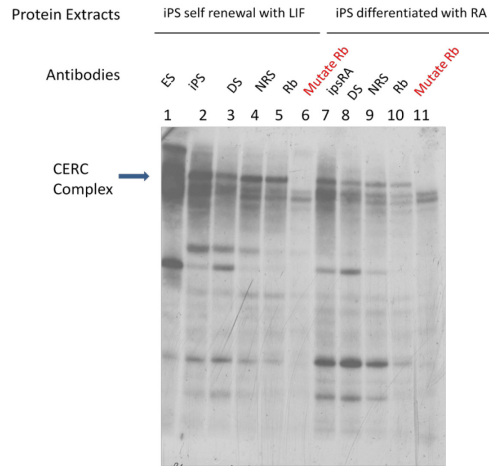 Protein Extracts iPS self renewal with LIF iPS differentiated with RA
Antibodies ES iPS DS NRS Rb Mutate Rb ipsRA DS NRS Rb Mutate Rb
1 2 3 4 5 6 7 8 9 10 11
CERC
Complex